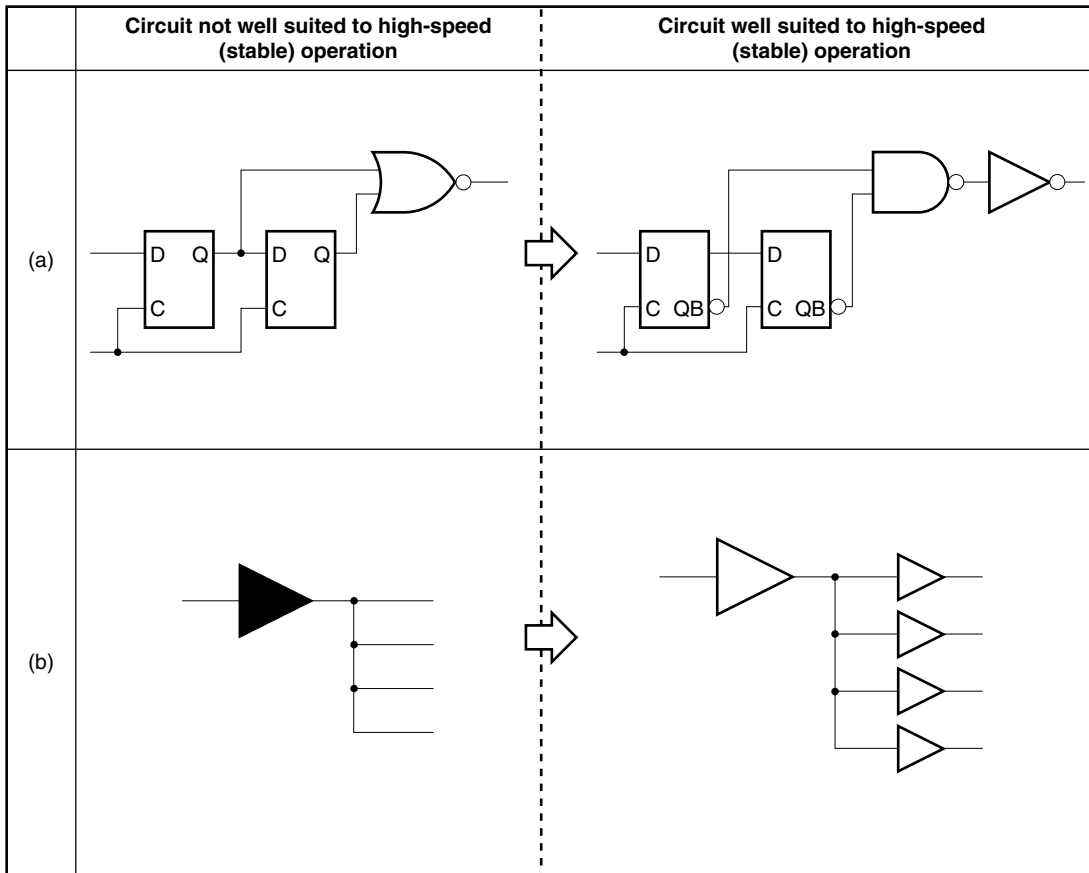 Circuit not well suited to high-speed
(stable) operation
Circuit well suited to high-speed
(stable) operation
(a)
D Q D Q
C C
D D
C QB C QB
(b)